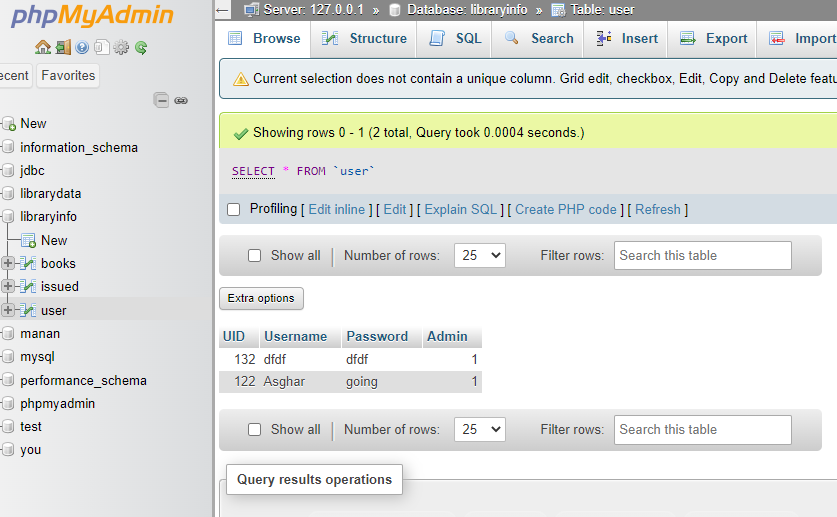 phpMyAdmin
ecent Favorites
New
information_schema
jdbc
librarydata
libraryinfo
New
books
issued
user
manan
mysql
performance_schema
phpmyadmin
test
you
Server: 127.0.0.1 » Database: libraryinfo » Table: user
Browse Structure SQL Search Insert Export Import
Current selection does not contain a unique column. Grid edit, checkbox, Edit, Copy and Delete featu
Showing rows 0 - 1 (2 total, Query took 0.0004 seconds.)
SELECT * FROM `user`
Profiling [ Edit inline ] [ Edit ] [ Explain SQL ] [ Create PHP code ] [ Refresh ]
Show all Number of rows: 25 Filter rows: Search this table
Extra options
UID Username Password Admin
132 dfdf dfdf 1
122 Asghar going 1
Show all Number of rows: 25 Filter rows: Search this table
Query results operations